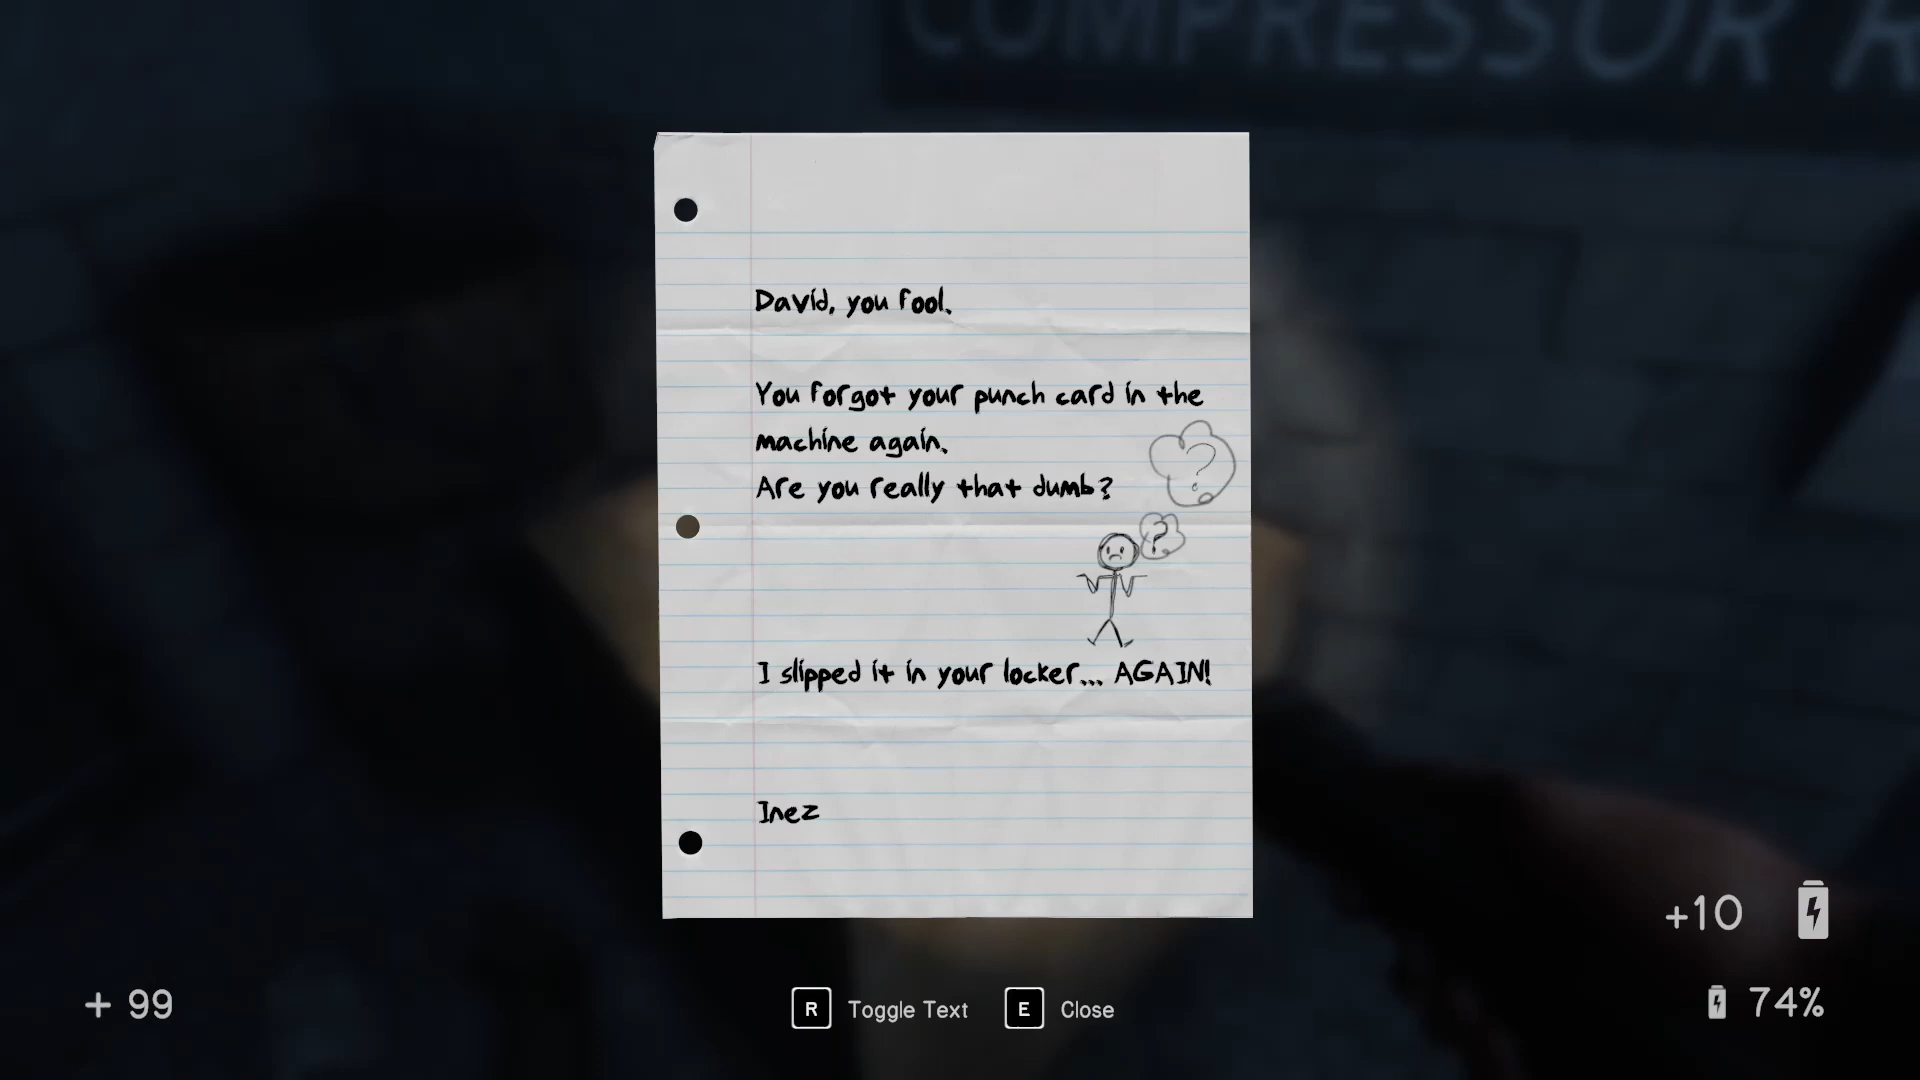 COMPRESSOR R
David, you fool.
You forgot your punch card in the
machine again.
Are you really that dumb?
?
?
I slipped it in your locker... AGAIN!
Inez
+10
+ 99
R Toggle Text E Close
74%